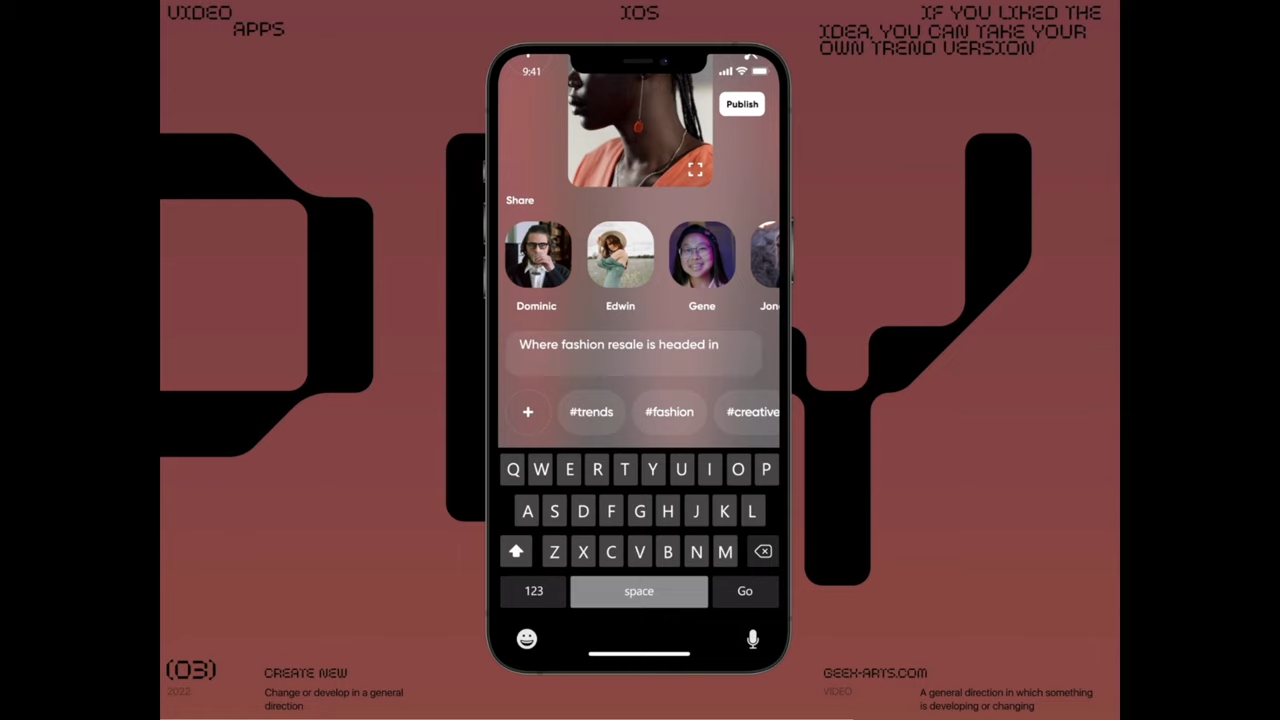 VIDEO
APPS
IOS
IF YOU LIKED THE
IDEA, YOU CAN TAKE YOUR
OWN TREND VERSION
9:41
Publish
Share
Dominic
Edwin
Gene
Where fashion resale is headed in
+
#trends
#fashion
#creative
Q W E R T Y U I O P
A S D F G H J K L
Z X C V B N M
123
space
Go
(03)
2022
CREATE NEW
Change or develop in a general
direction
GEEX-ARTS.COM
VIDEO
A general direction in which something
is developing or changing